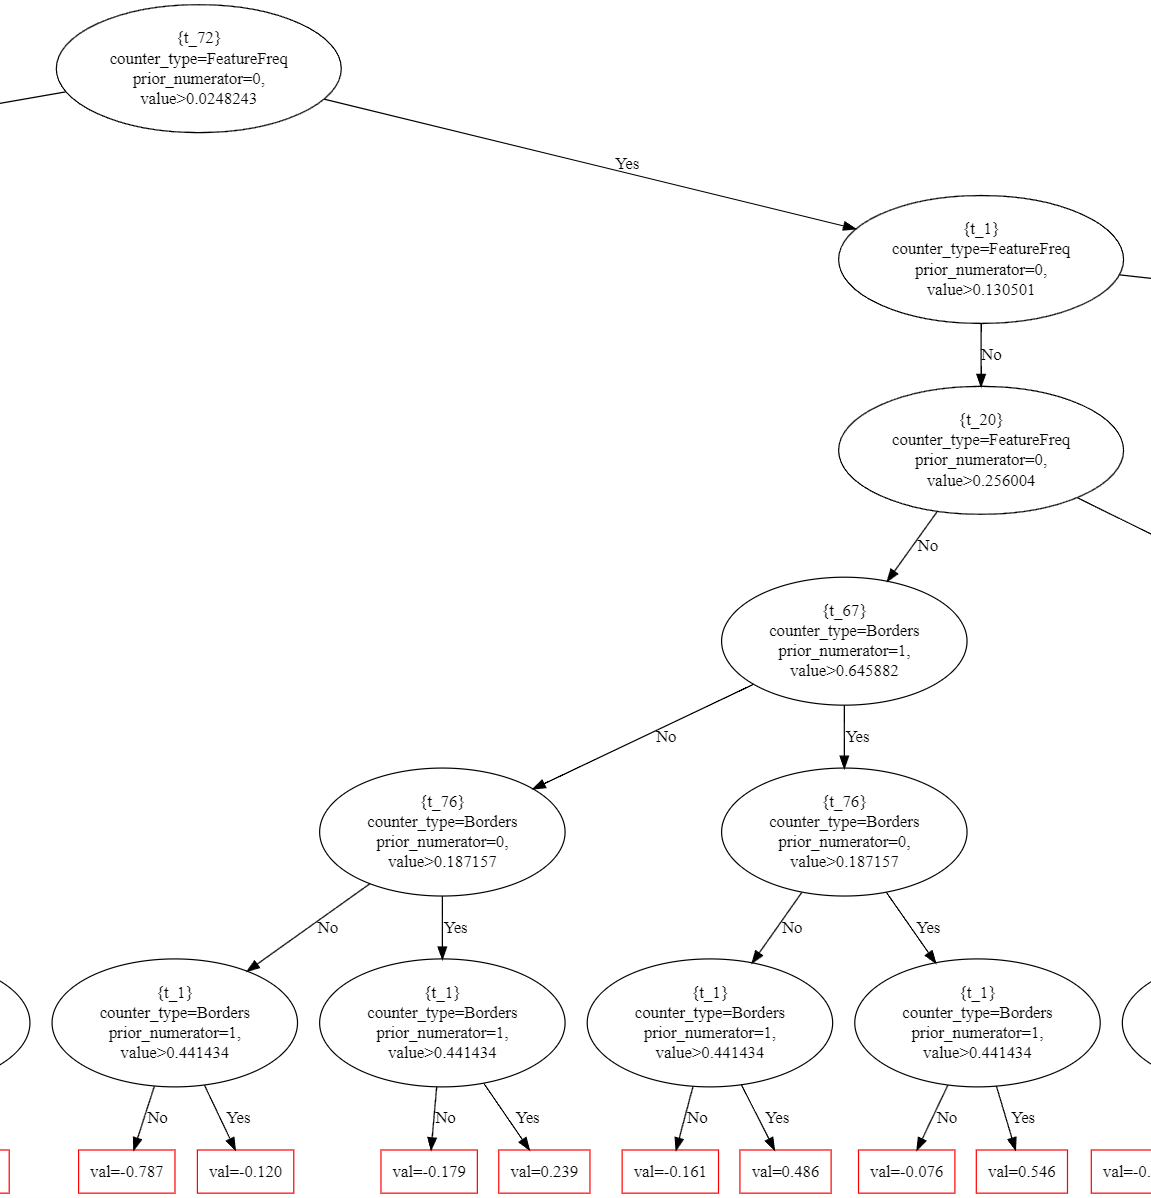 {t_72}
counter_type=FeatureFreq
prior_numerator=0,
value>0.0248243
Yes
{t_1}
counter_type=FeatureFreq
prior_numerator=0,
value>0.130501
No
{t_20}
counter_type=FeatureFreq
prior_numerator=0,
value>0.256004
No
{t_67}
counter_type=Borders
prior_numerator=1,
value>0.645882
No
Yes
{t_76}
counter_type=Borders
prior_numerator=0,
value>0.187157
{t_76}
counter_type=Borders
prior_numerator=0,
value>0.187157
No
Yes
No
Yes
{t_1}
counter_type=Borders
prior_numerator=1,
value>0.441434
{t_1}
counter_type=Borders
prior_numerator=1,
value>0.441434
{t_1}
counter_type=Borders
prior_numerator=1,
value>0.441434
{t_1}
counter_type=Borders
prior_numerator=1,
value>0.441434
No
Yes
No
Yes
No
Yes
No
Yes
val=-0.787
val=-0.120
val=-0.179
val=0.239
val=-0.161
val=0.486
val=-0.076
val=0.546
val=-0.